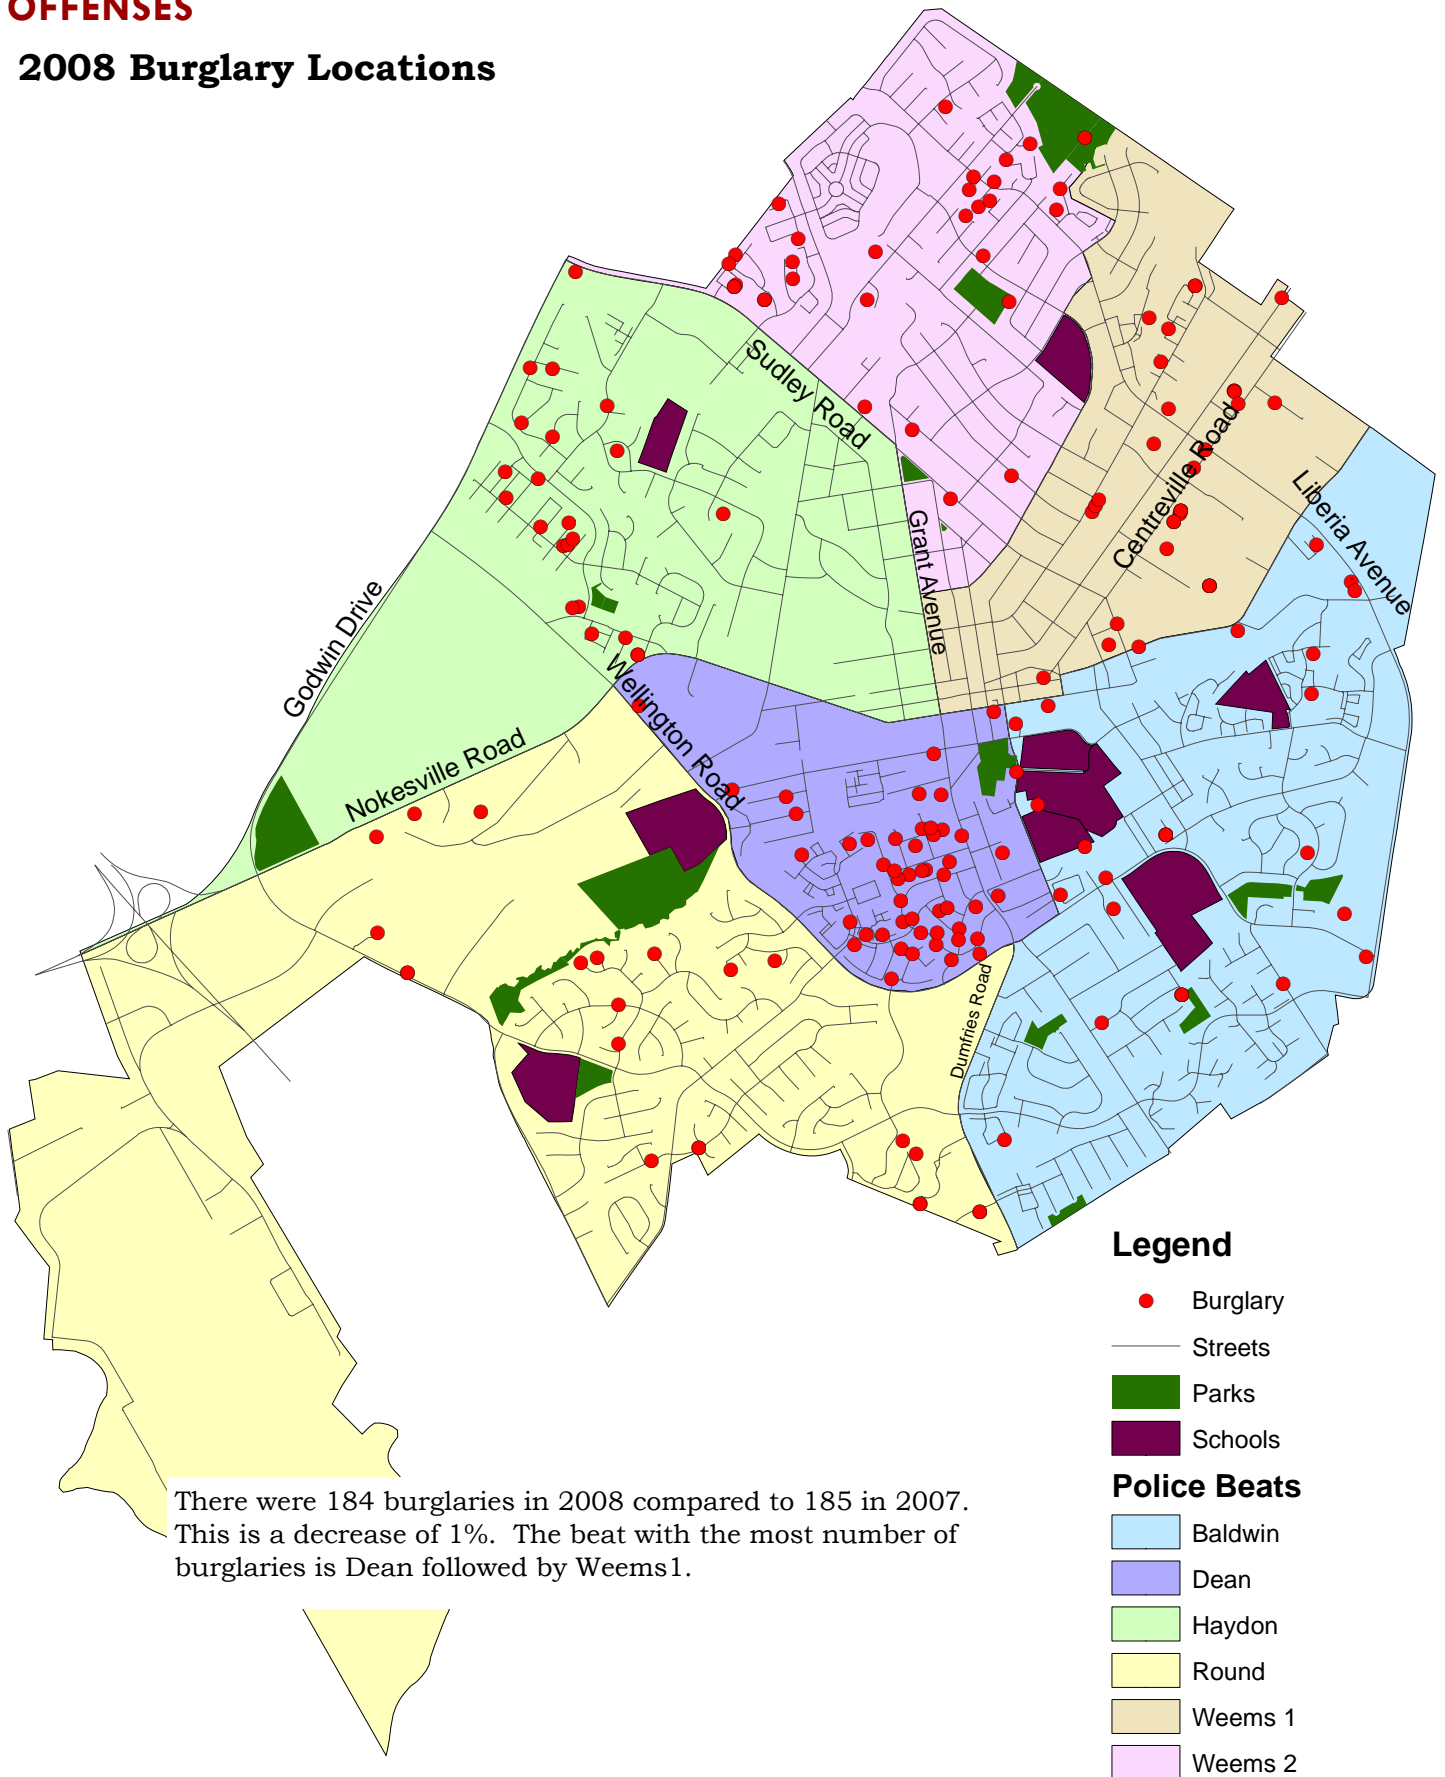 OFFENSES
2008 Burglary Locations
Sudley Road
Grant Avenue
Centreville Road
Liberia Avenue
Godwin Drive
Wellington Road
Nokesville Road
Dumfries Road
Legend
Burglary
Streets
Parks
Schools
Police Beats
Baldwin
Dean
Haydon
Round
Weems 1
Weems 2
There were 184 burglaries in 2008 compared to 185 in 2007.
This is a decrease of 1%.  The beat with the most number of
burglaries is Dean followed by Weems1.